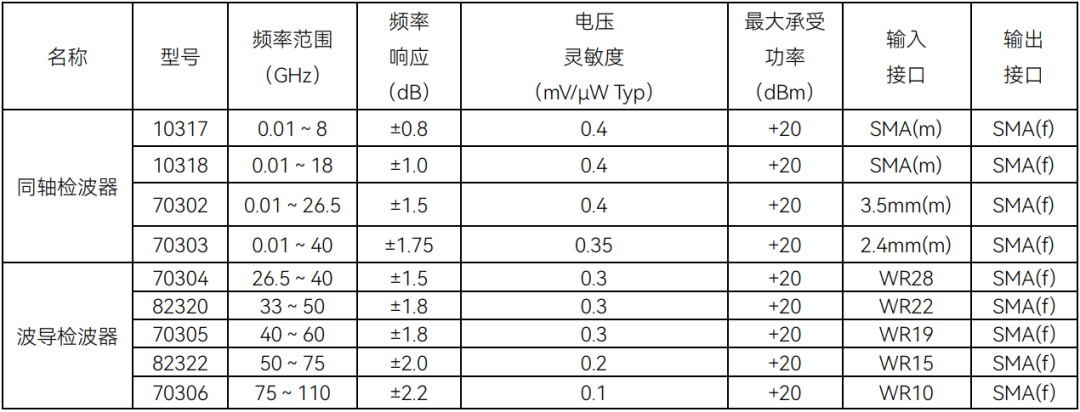 名称 型号 频率范围 (GHz) 频率 响应 (dB) 电压 灵敏度 (mV/μW Typ) 最大承受 功率 (dBm) 输入 接口 输出 接口
同轴检波器 10317 0.01 ~ 8 ±0.8 0.4 +20 SMA(m) SMA(f)
10318 0.01 ~ 18 ±1.0 0.4 +20 SMA(m) SMA(f)
70302 0.01 ~ 26.5 ±1.5 0.4 +20 3.5mm(m) SMA(f)
70303 0.01 ~ 40 ±1.75 0.35 +20 2.4mm(m) SMA(f)
波导检波器 70304 26.5 ~ 40 ±1.5 0.3 +20 WR28 SMA(f)
82320 33 ~ 50 ±1.8 0.3 +20 WR22 SMA(f)
70305 40 ~ 60 ±1.8 0.3 +20 WR19 SMA(f)
82322 50 ~ 75 ±2.0 0.2 +20 WR15 SMA(f)
70306 75 ~ 110 ±2.2 0.1 +20 WR10 SMA(f)